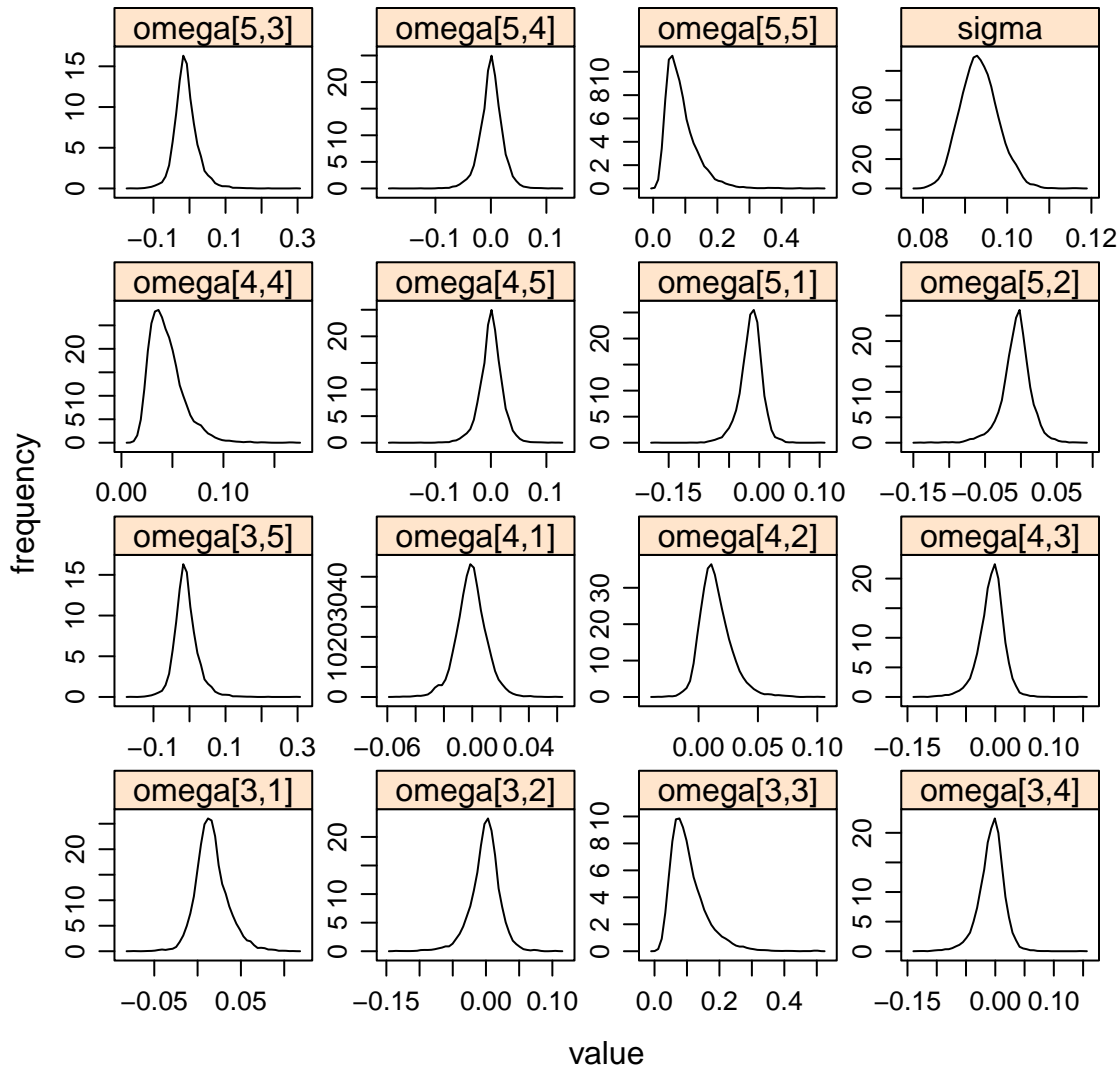 omega[5,3] omega[5,4] omega[5,5] sigma
0 5 10 15
0 5 10 20
0 2 4 6 8 10
0 20 60
−0.1 0.1 0.3
−0.1 0.0 0.1
0.0 0.2 0.4
0.08 0.10 0.12
omega[4,4] omega[4,5] omega[5,1] omega[5,2]
0 5 10 20
0 5 10 20
0 5 10 20
0 5 10 20
0.00 0.10
−0.1 0.0 0.1
−0.15 0.00 0.10
−0.15 −0.05 0.05
omega[3,5] omega[4,1] omega[4,2] omega[4,3]
0 5 10 15
0 10 20 30 40
0 10 20 30
0 5 10 20
−0.1 0.1 0.3
−0.06 0.00 0.04
0.00 0.05 0.10
−0.15 0.00 0.10
omega[3,1] omega[3,2] omega[3,3] omega[3,4]
0 5 10 20
0 5 10 20
0 2 4 6 8 10
0 5 10 20
−0.05 0.05
−0.15 0.00 0.10
0.0 0.2 0.4
−0.15 0.00 0.10
frequency
value